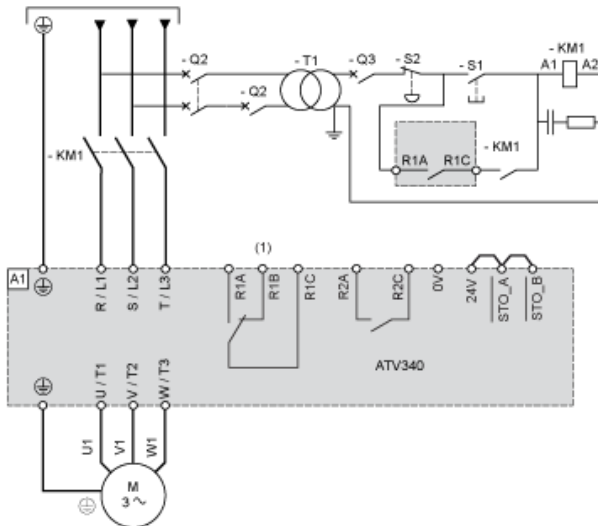 - Q2
- T1
- Q3
- S2
- S1
- KM1
A1
A2
- Q2
- KM1
R1A
R1C
- KM1
(1)
A1
R / L1
S / L2
T / L3
R1A
R1B
R1C
R2A
R2C
0V
24V
STO_A
STO_B
ATV340
U / T1
V / T2
W / T3
U1
V1
W1
M
3 ~